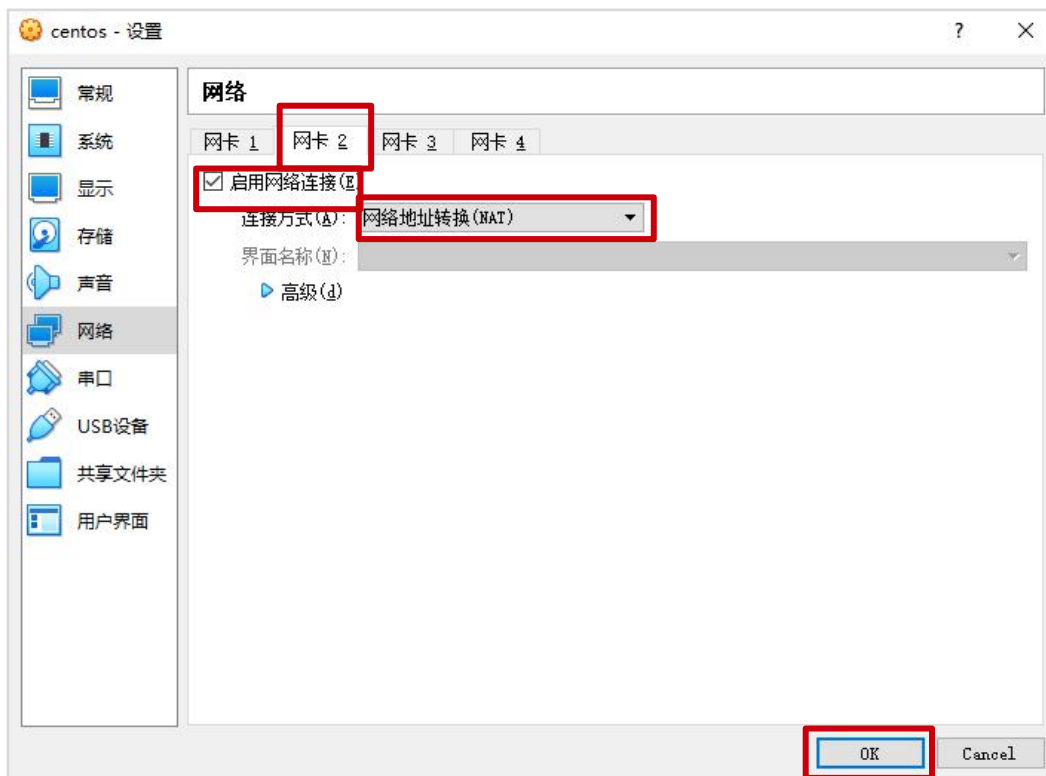 centos - 设置
?
常规
系统
显示
存储
声音
网络
串口
USB设备
共享文件夹
用户界面
网络
网卡 1 网卡 2 网卡 3 网卡 4
启用网络连接(E
连接方式(A): 网络地址转换(NAT)
界面名称(N):
高级(d)
OK Cancel